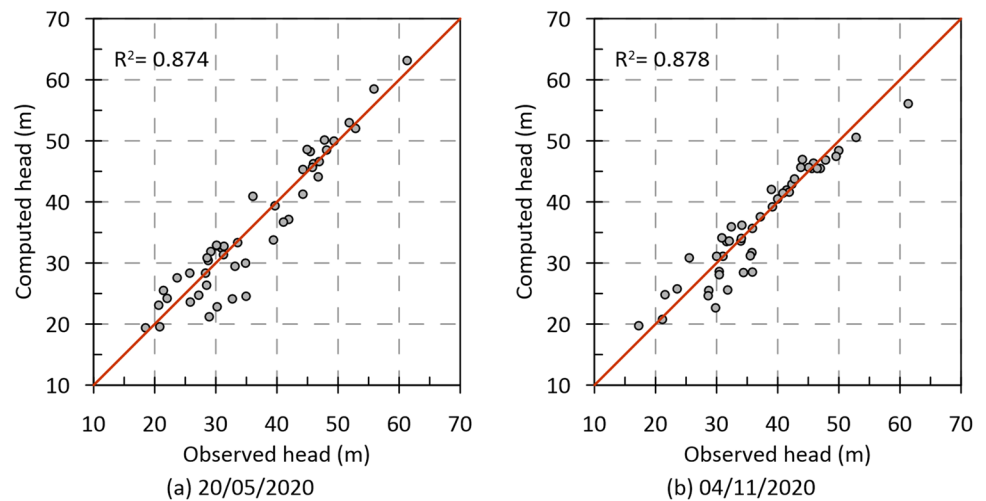 70
60
50
40
30
20
10
10 20 30 40 50 60 70
Computed head (m)
R²= 0.874
Observed head (m)
(a) 20/05/2020
70
60
50
40
30
20
10
10 20 30 40 50 60 70
Computed head (m)
R²= 0.878
Observed head (m)
(b) 04/11/2020